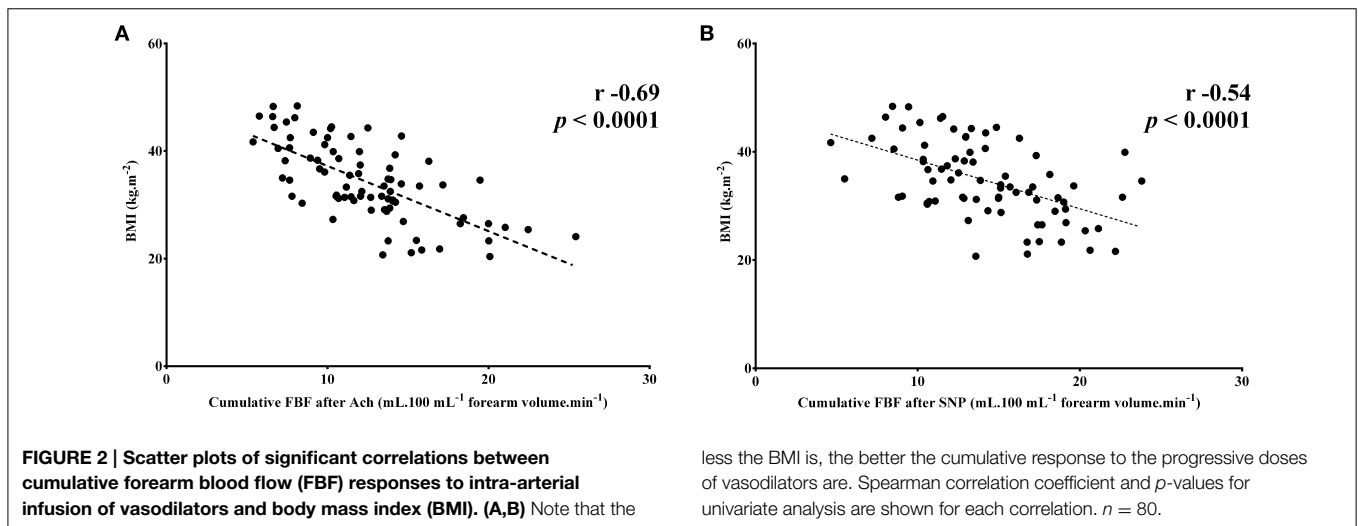 A
60
40
20
0
BMI (kg.m-2)
r -0.69
p < 0.0001
0 10 20 30
Cumulative FBF after Ach (mL.100 mL-1 forearm volume.min-1)
B
60
40
20
0
BMI (kg.m-2)
r -0.54
p < 0.0001
0 10 20 30
Cumulative FBF after SNP (mL.100 mL-1 forearm volume.min-1)
FIGURE 2 | Scatter plots of significant correlations between
cumulative forearm blood flow (FBF) responses to intra-arterial
infusion of vasodilators and body mass index (BMI). (A,B) Note that the
less the BMI is, the better the cumulative response to the progressive doses
of vasodilators are. Spearman correlation coefficient and p-values for
univariate analysis are shown for each correlation. n = 80.